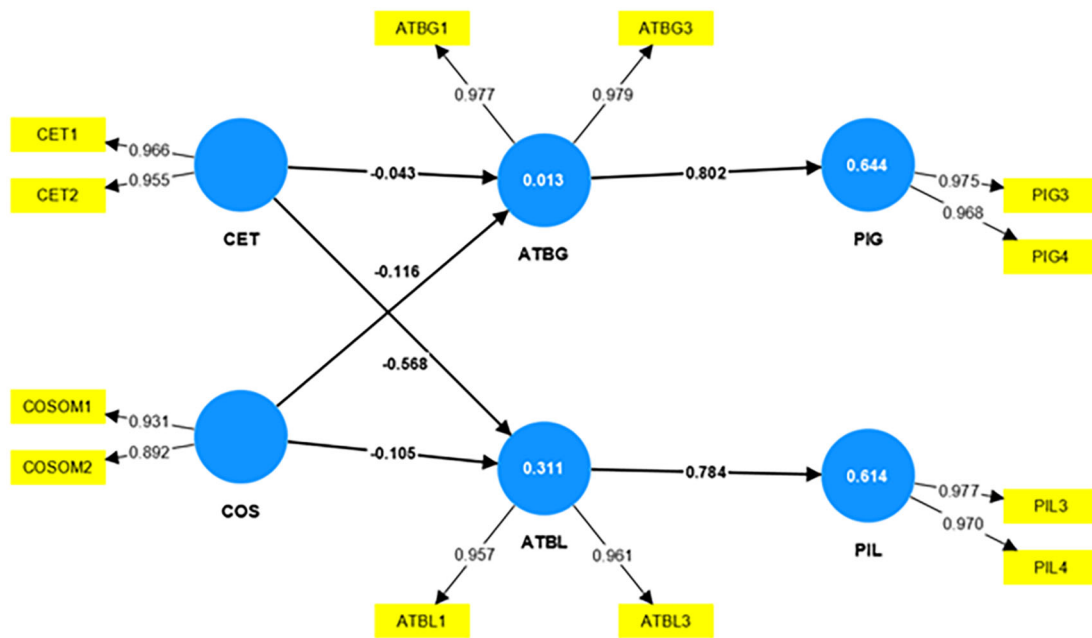 ATBG1
ATBG3
0.977
0.979
CET1
0.966
CET2
0.955
CET
-0.043
0.013
ATBG
0.802
0.644
PIG
0.975
PIG3
0.968
PIG4
-0.116
-0.568
COSOM1
0.931
COSOM2
0.892
COS
-0.105
0.311
ATBL
0.784
0.614
PIL
0.977
PIL3
0.970
PIL4
0.957
0.961
ATBL1
ATBL3